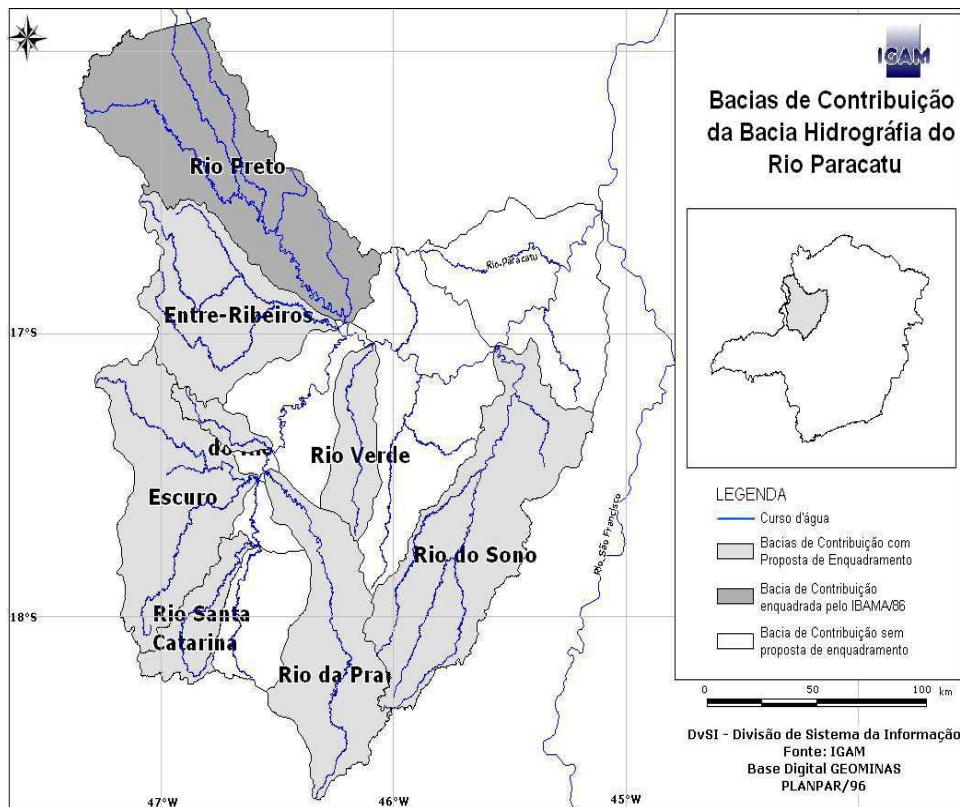 IGAM
Bacias de Contribuição
da Bacia Hidrográfia do
Rio Paracatu
Rio Preto
Rio Paracatu
Entre-Ribeiros
17°S
do
Rio Verde
Escuro
Rio São Francisco
Rio do Sono
18°S
Rio Santa
Catarina
Rio da Pra
47°W
46°W
45°W
LEGENDA
Curso d'água
Bacias de Contribuição com
Proposta de Enquadramento
Bacia de Contribuição
enquadrada pelo IBAMA/86
Bacia de Contribuição sem
proposta de enquadramento
0 50 100 km
DvSI - Divisão de Sistema da Informação
Fonte: IGAM
Base Digital GEOMINAS
PLANPAR/96